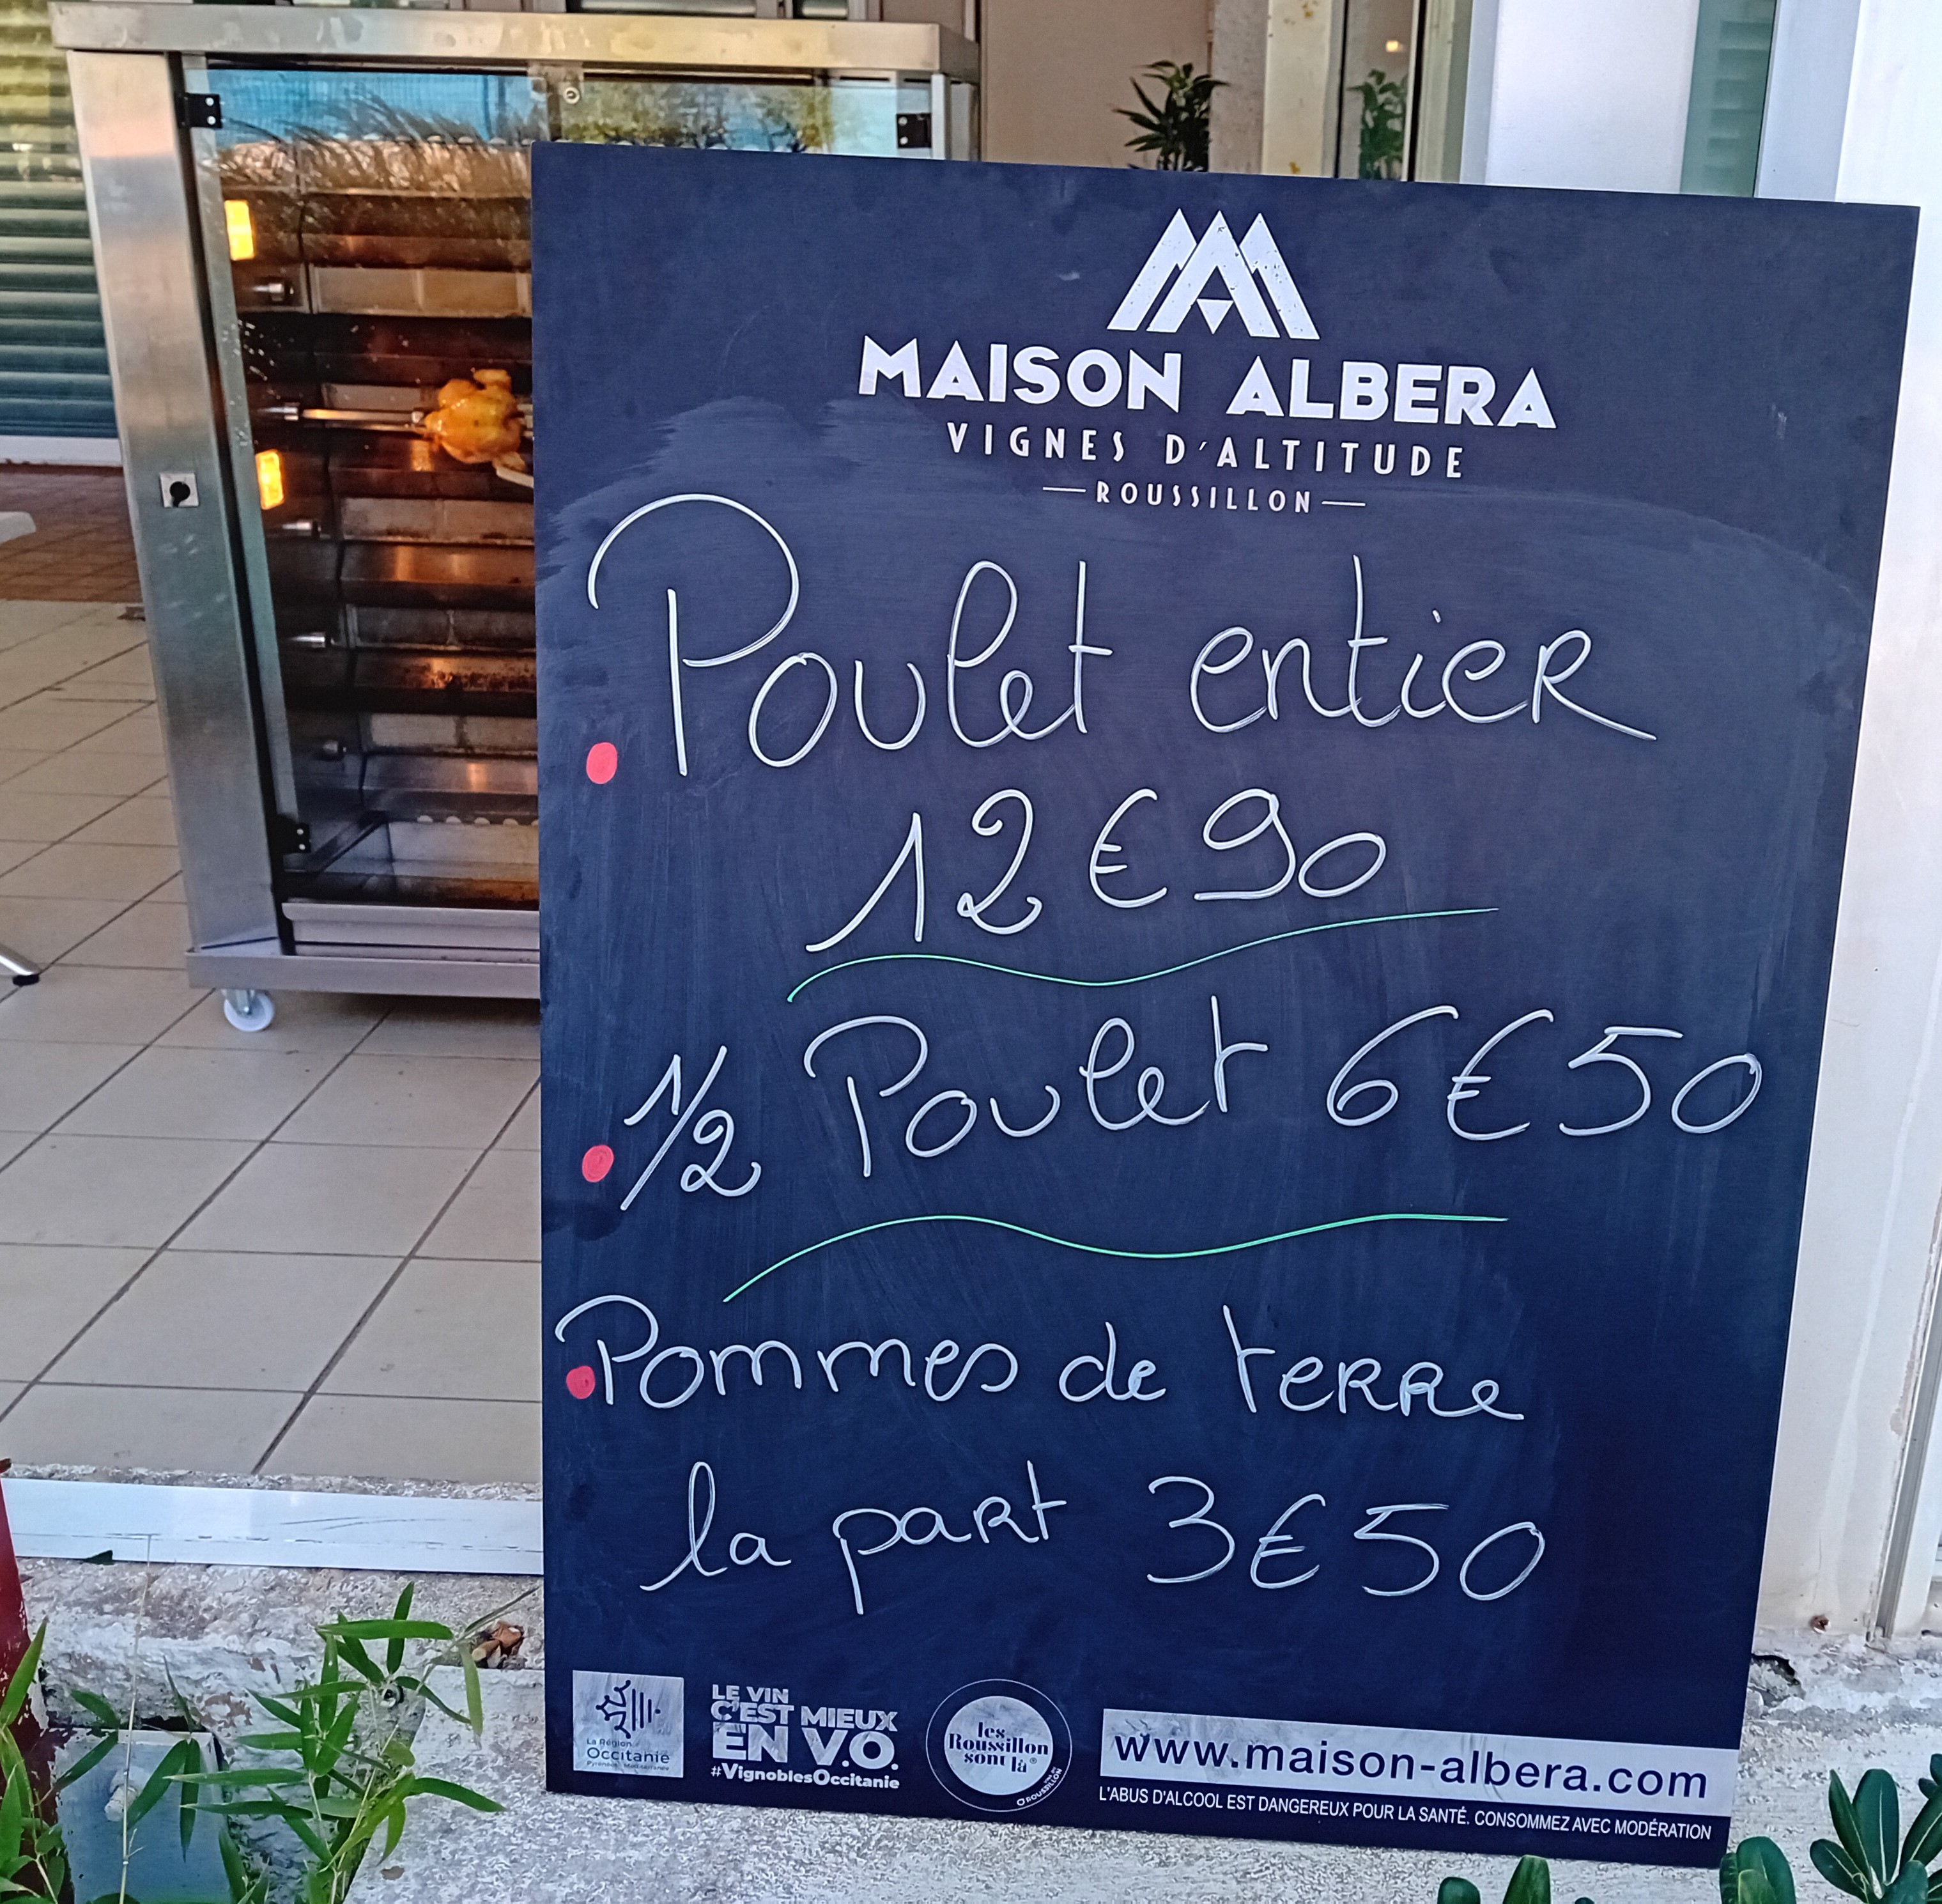 MAISON ALBERA
VIGNES D'ALTITUDE
ROUSSILLON
Poulet entier
12€90
1/2 Poulet 6€50
Pommes de terre
la part 3€50
La Région
Occitanie
Pyrénées - Méditerranée
LE VIN
C'EST MIEUX
EN V.O.
#VignoblesOccitanie
les
Roussillon
sont là
www.maison-albera.com
L'ABUS D'ALCOOL EST DANGEREUX POUR LA SANTÉ. CONSOMMEZ AVEC MODÉRATION